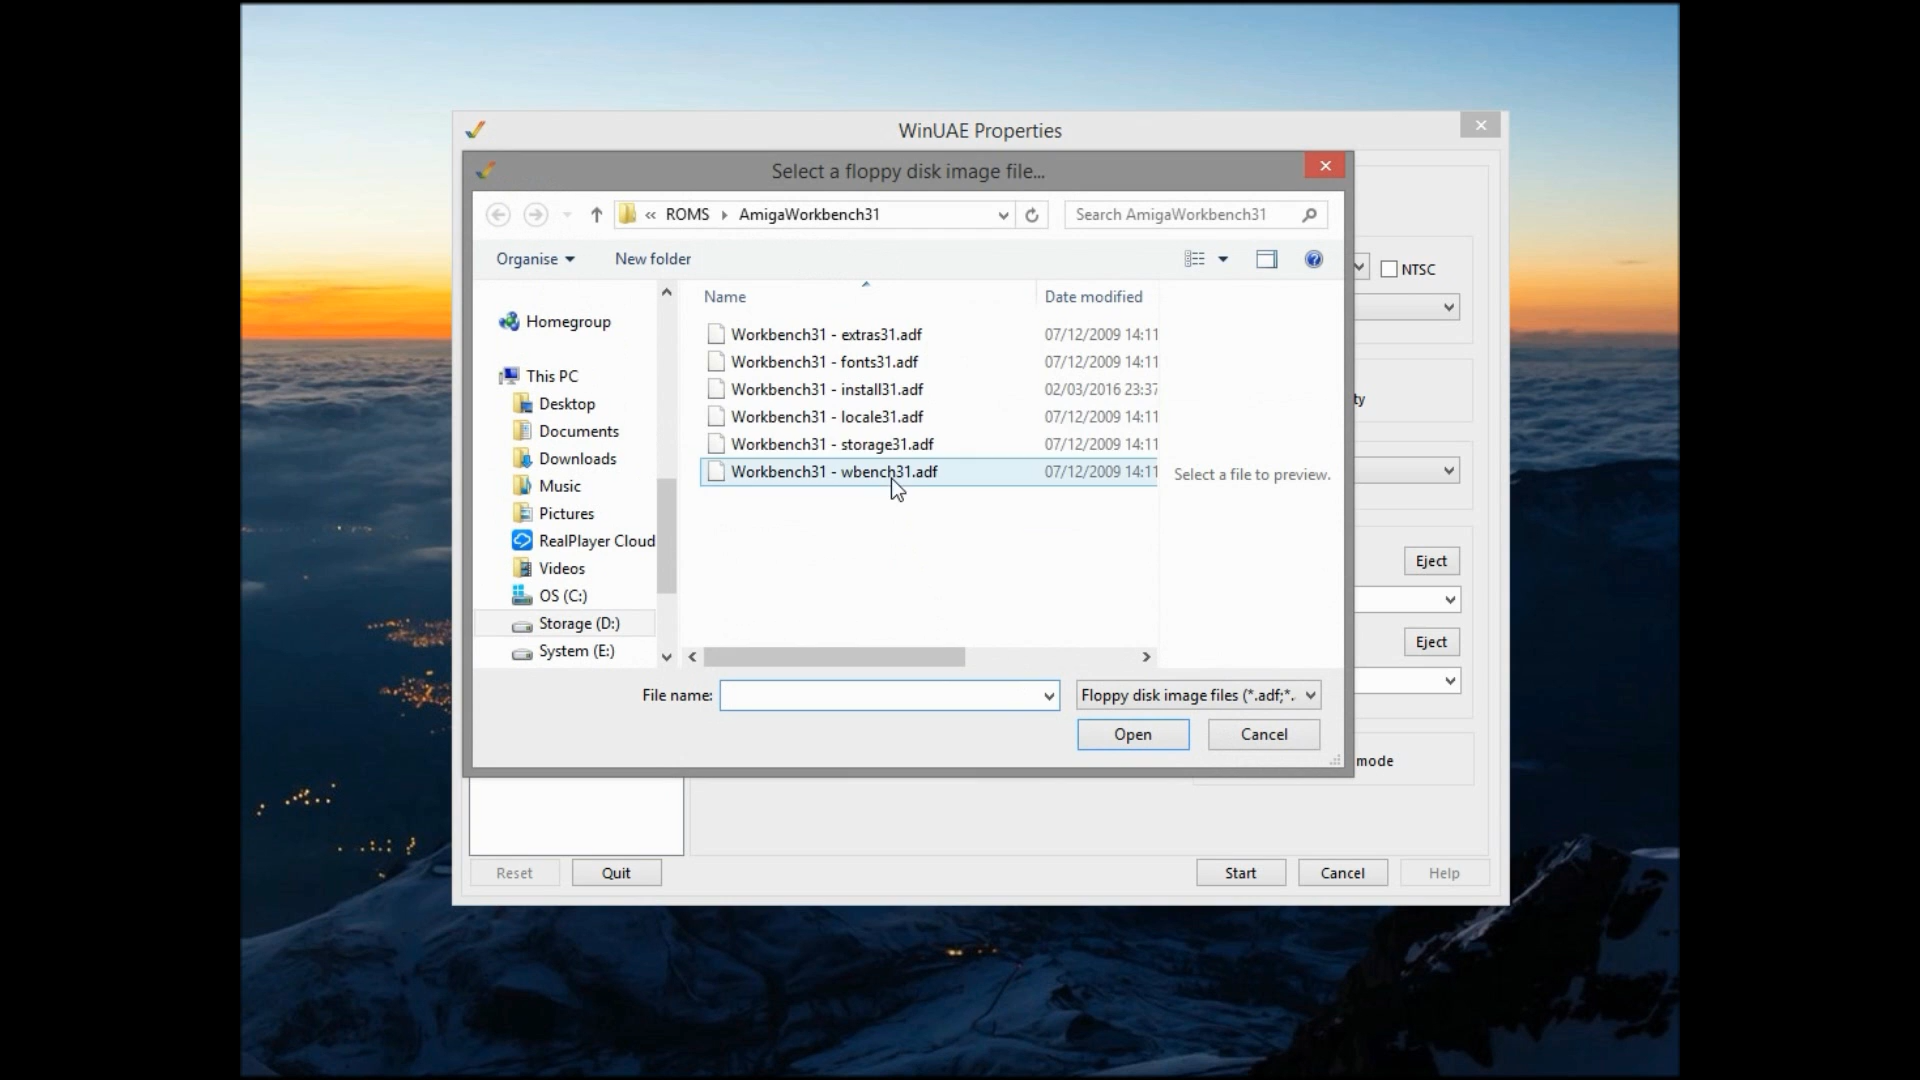 WinUAE Properties
Select a floppy disk image file...
« ROMS AmigaWorkbench31
Search AmigaWorkbench31
Organise
New folder
NTSC
Name
Date modified
Homegroup
This PC
Desktop
Documents
Downloads
Music
Pictures
RealPlayer Cloud
Videos
OS (C:)
Storage (D:)
System (E:)
Workbench31 - extras31.adf 07/12/2009 14:11
Workbench31 - fonts31.adf 07/12/2009 14:11
Workbench31 - install31.adf 02/03/2016 23:37
Workbench31 - locale31.adf 07/12/2009 14:11
Workbench31 - storage31.adf 07/12/2009 14:11
Workbench31 - wbench31.adf 07/12/2009 14:11
Select a file to preview.
ty
Eject
Eject
File name:
Floppy disk image files (*.adf;*.
Open
Cancel
mode
Reset
Quit
Start
Cancel
Help